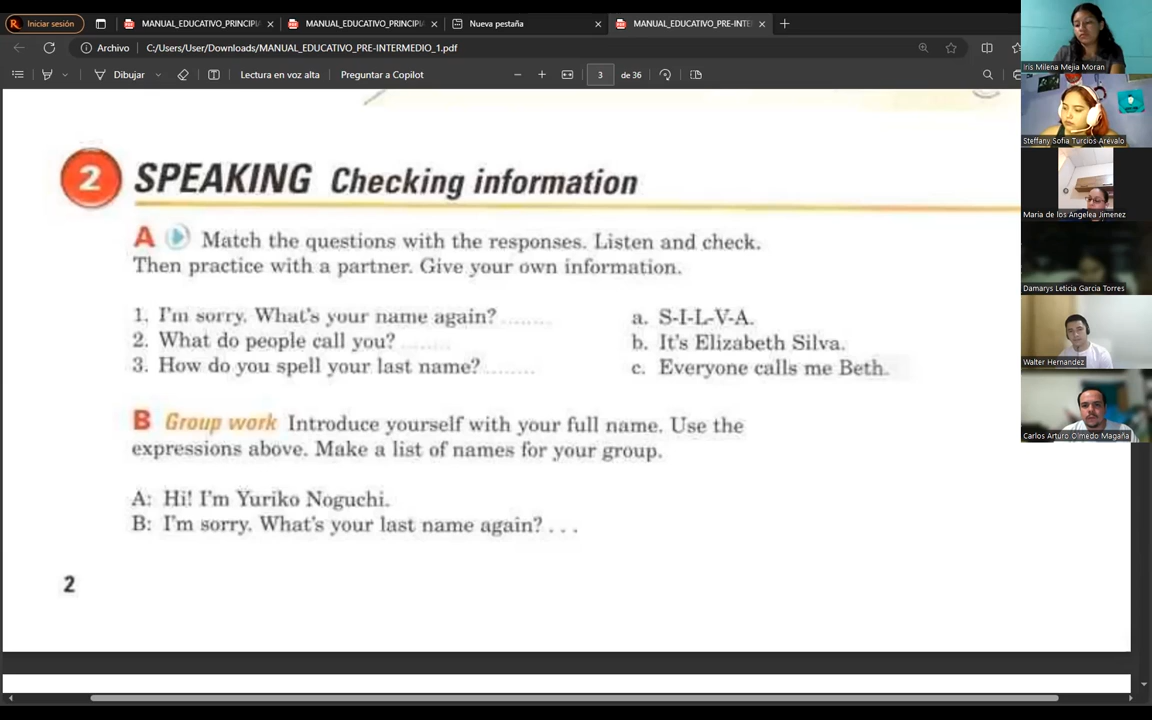 Iniciar sesión
MANUAL_EDUCATIVO_PRINCIPI
MANUAL_EDUCATIVO_PRINCIPI
Nueva pestaña
MANUAL_EDUCATIVO_PRE-INTE
Archivo
C:/Users/User/Downloads/MANUAL_EDUCATIVO_PRE-INTERMEDIO_1.pdf
Dibujar
Lectura en voz alta
Preguntar a Copilot
3
de 36
2 SPEAKING Checking information
A Match the questions with the responses. Listen and check.
Then practice with a partner. Give your own information.
1. I'm sorry. What's your name again? ........
a. S-I-L-V-A.
2. What do people call you? ........
b. It's Elizabeth Silva.
3. How do you spell your last name? ........
c. Everyone calls me Beth.
B Group work Introduce yourself with your full name. Use the
expressions above. Make a list of names for your group.
A: Hi! I'm Yuriko Noguchi.
B: I'm sorry. What's your last name again? . . .
2
Iris Milena Mejia Moran
Steffany Sofia Turcios Arévalo
Maria de los Angelea Jimenez
Damarys Leticia Garcia Torres
Walter Hernandez
Carlos Arturo Olmedo Magaña